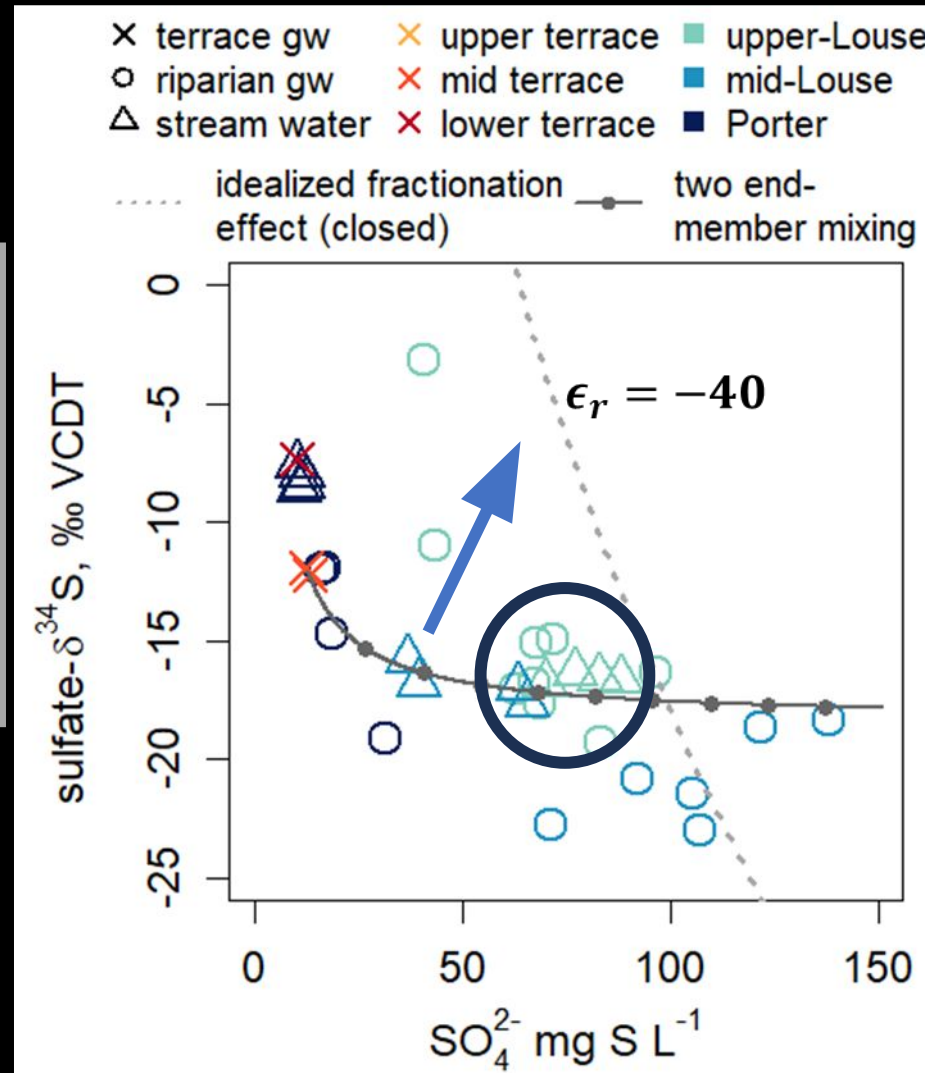 terrace gw upper terrace upper-Louse
riparian gw mid terrace mid-Louse
stream water lower terrace Porter
idealized fractionation effect (closed)
two end-member mixing
0
-5
-10
-15
-20
-25
sulfate-δ³⁴S, ‰ VCDT
ϵᵣ = −40
0 50 100 150
SO₄²⁻ mg S L⁻¹